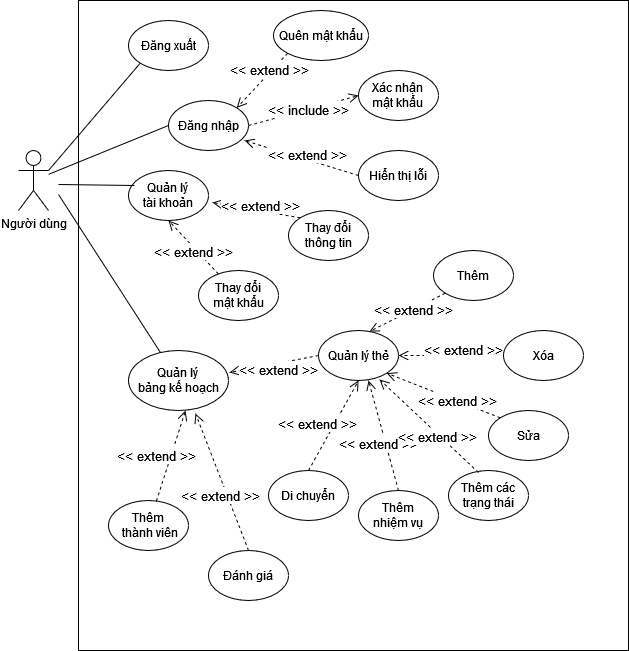 Quên mật khẩu
Đăng xuất
<< extend >>
Xác nhận
mật khẩu
<< include >>
Đăng nhập
<< extend >>
Hiển thị lỗi
Người dùng
Quản lý
tài khoản
<< extend >>
Thay đổi
thông tin
<< extend >>
Thay đổi
mật khẩu
Thêm
<< extend >>
Quản lý thẻ
<< extend >>
Xóa
Quản lý
bảng kế hoạch
<< extend >>
<< extend >>
Sửa
<< extend >>
<< extend >>
<< extend >>
<< extend >>
Di chuyển
Thêm các
trạng thái
<< extend >>
Thêm
nhiệm vụ
Thêm
thành viên
Đánh giá